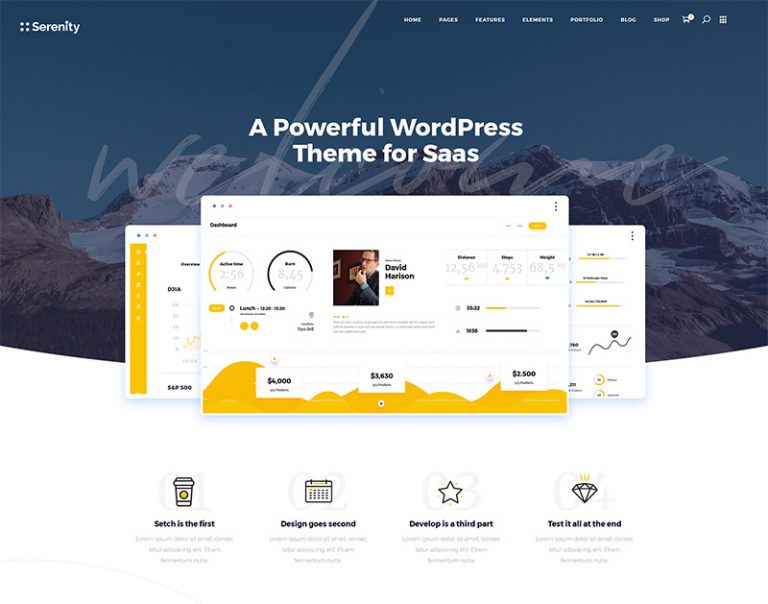 Serenity
HOME PAGES FEATURES ELEMENTS PORTFOLIO BLOG SHOP
welcome
A Powerful WordPress
Theme for Saas
Dashboard
Overview
DJIA
S&P 500
Active time
2:56
Hours
Burn
8,45
Calories
Lunch - 12:20 - 13:20
Location
David
Harison
Distance
12,56 km
Steps
4.753
Weight
68,5 kg
35:22
1658
$4,000
$3,630
$2.500
01
Setch is the first
Lorem ipsum dolor sit amet, consec
tetur adipiscing elit. Etiam
fermentum nulla.
02
Design goes second
Lorem ipsum dolor sit amet, consec
tetur adipiscing elit. Etiam
fermentum nulla.
03
Develop is a third part
Lorem ipsum dolor sit amet, consec
tetur adipiscing elit. Etiam
fermentum nulla.
04
Test it all at the end
Lorem ipsum dolor sit amet, consec
tetur adipiscing elit. Etiam
fermentum nulla.